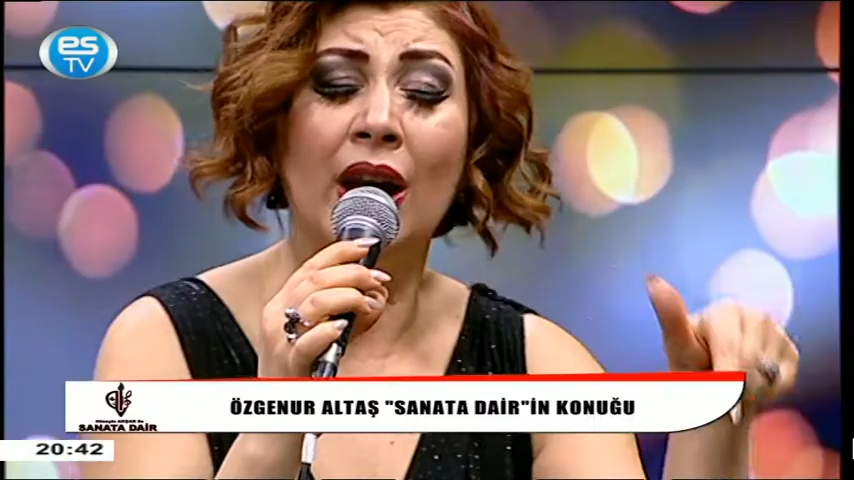 es
TV
ÖZGENUR ALTAŞ "SANATA DAİR"İN KONUĞU
SANATA DAİR
20:42